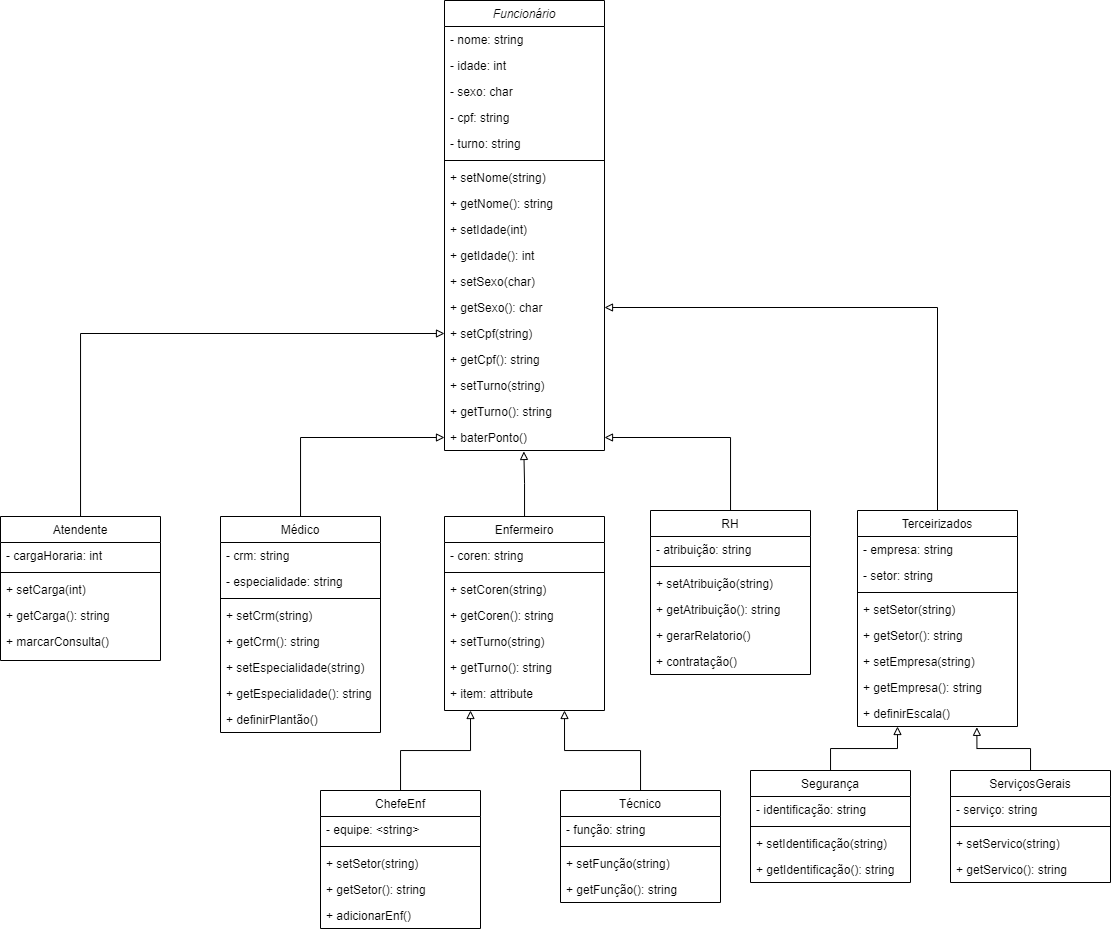 Funcionário
- nome: string
- idade: int
- sexo: char
- cpf: string
- turno: string
+ setNome(string)
+ getNome(): string
+ setIdade(int)
+ getIdade(): int
+ setSexo(char)
+ getSexo(): char
+ setCpf(string)
+ getCpf(): string
+ setTurno(string)
+ getTurno(): string
+ baterPonto()
Atendente
- cargaHoraria: int
+ setCarga(int)
+ getCarga(): string
+ marcarConsulta()
Médico
- crm: string
- especialidade: string
+ setCrm(string)
+ getCrm(): string
+ setEspecialidade(string)
+ getEspecialidade(): string
+ definirPlantão()
Enfermeiro
- coren: string
+ setCoren(string)
+ getCoren(): string
+ setTurno(string)
+ getTurno(): string
+ item: attribute
RH
- atribuição: string
+ setAtribuição(string)
+ getAtribuição(): string
+ gerarRelatorio()
+ contratação()
Terceirizados
- empresa: string
- setor: string
+ setSetor(string)
+ getSetor(): string
+ setEmpresa(string)
+ getEmpresa(): string
+ definirEscala()
ChefeEnf
- equipe: <string>
+ setSetor(string)
+ getSetor(): string
+ adicionarEnf()
Técnico
- função: string
+ setFunção(string)
+ getFunção(): string
Segurança
- identificação: string
+ setIdentificação(string)
+ getIdentificação(): string
ServiçosGerais
- serviço: string
+ setServico(string)
+ getServico(): string